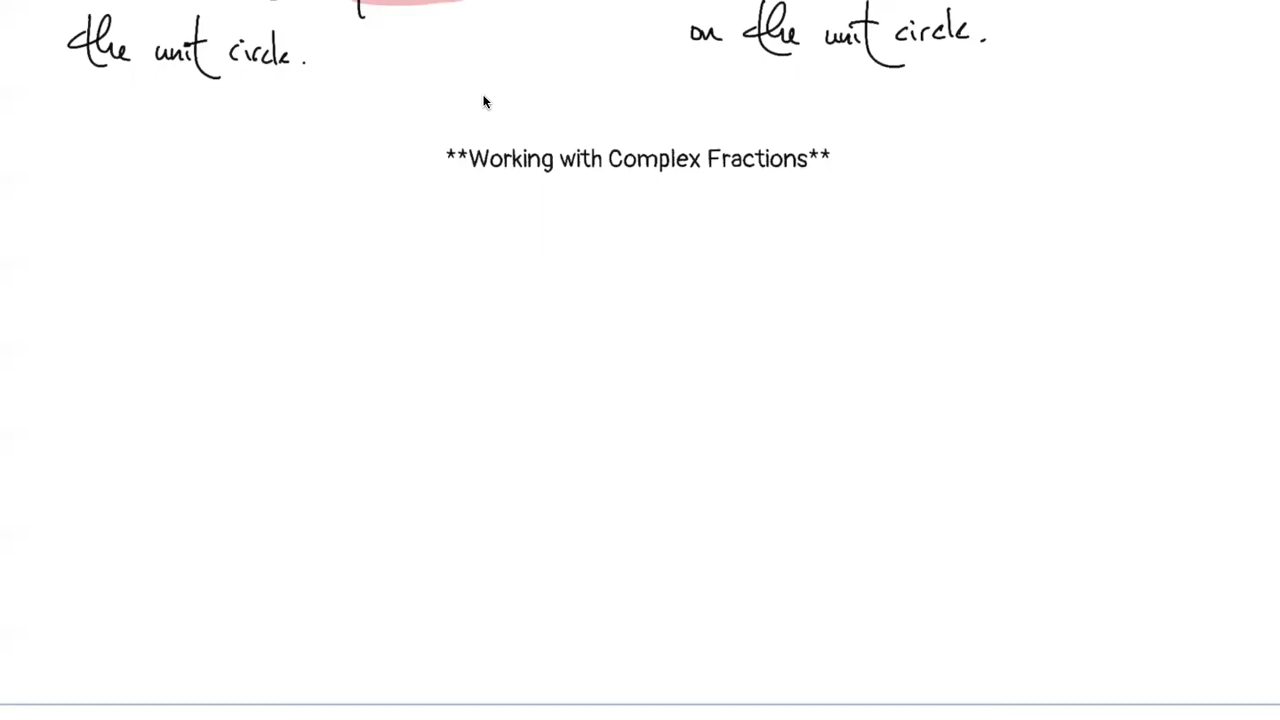 the unit circle.
on the unit circle.
**Working with Complex Fractions**